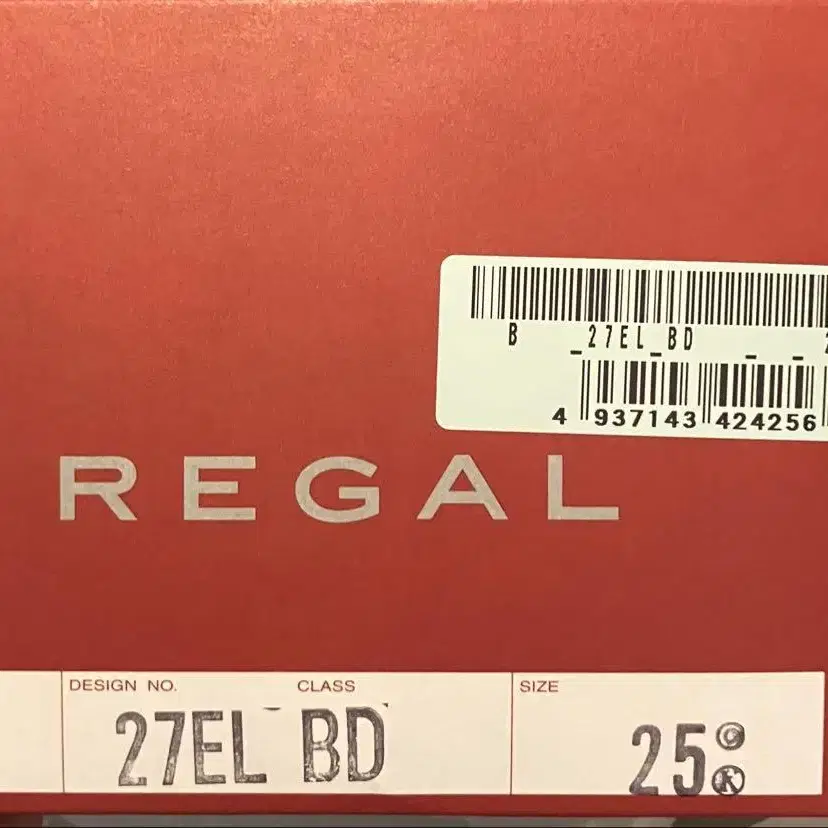 B _27EL_BD _ _
4 937143 424256
REGAL
DESIGN NO. CLASS SIZE
27EL BD 25